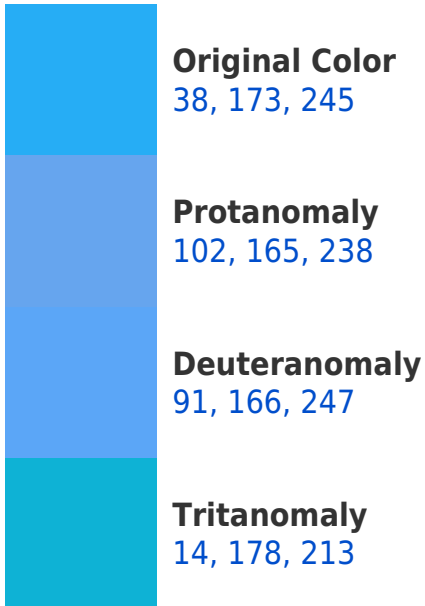 Original Color
38, 173, 245
Protanomaly
102, 165, 238
Deuteranomaly
91, 166, 247
Tritanomaly
14, 178, 213